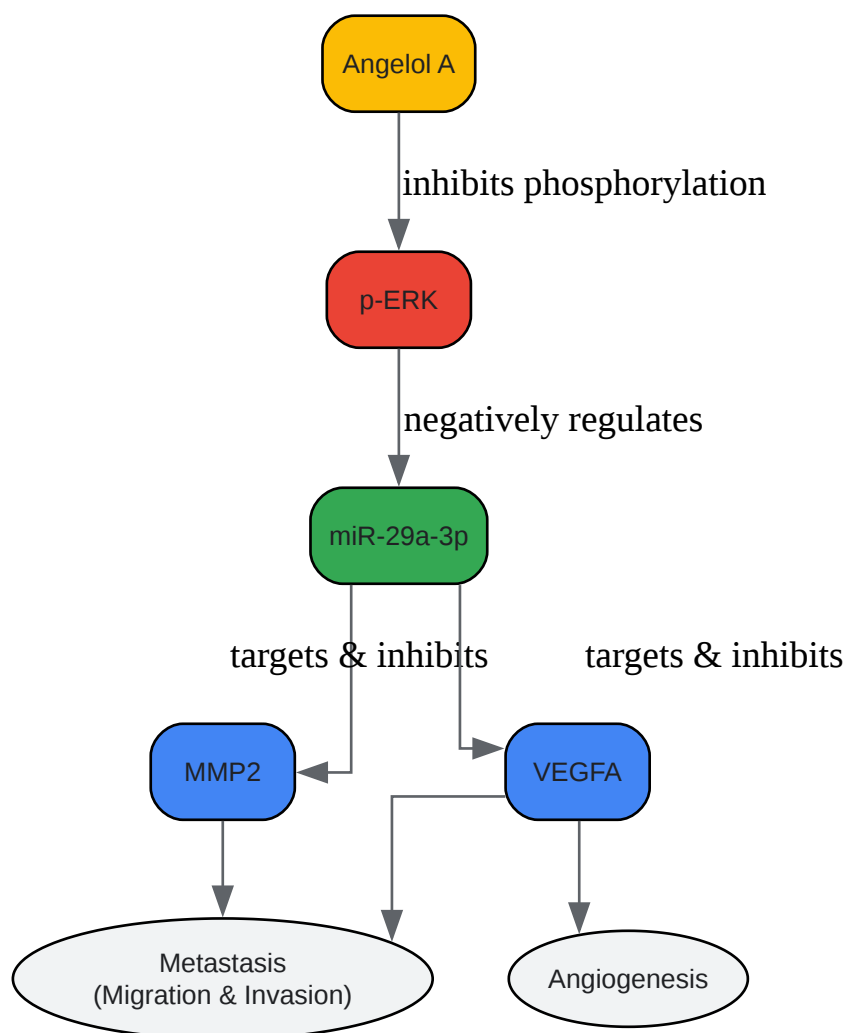 Angelol A
inhibits phosphorylation
p-ERK
negatively regulates
miR-29a-3p
targets & inhibits
targets & inhibits
MMP2
VEGFA
Metastasis
(Migration & Invasion)
Angiogenesis